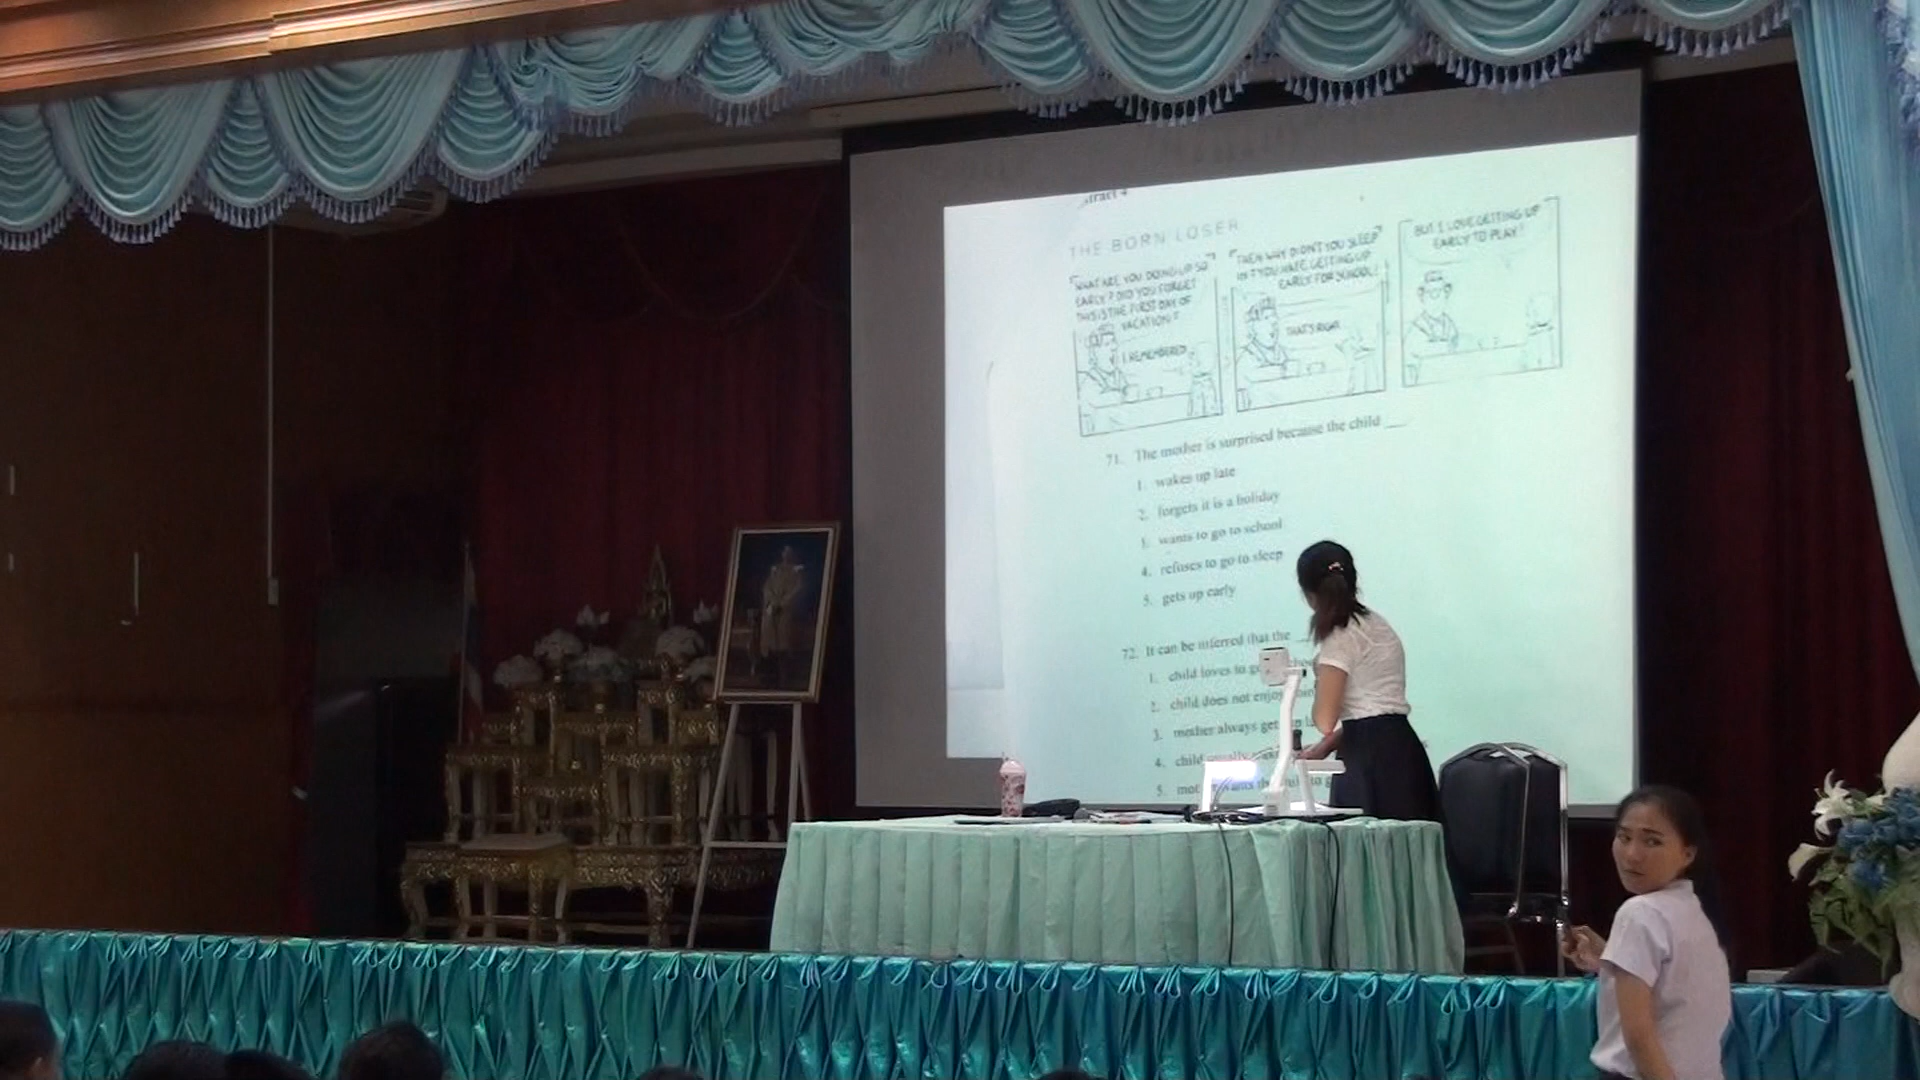 THE BORN LOSER
"WHAT ARE YOU DOING UP SO
EARLY? DID YOU FORGET
THIS IS THE FIRST DAY OF
VACATION?"
I REMEMBERED
"THEN WHY DIDN'T YOU SLEEP
IN? YOU HATE GETTING UP
EARLY FOR SCHOOL!"
THAT'S RIGHT
BUT I LOVE GETTING UP
EARLY TO PLAY!
71. The mother is surprised because the child ___
1. wakes up late
2. forgets it is a holiday
3. wants to go to school
4. refuses to go to sleep
5. gets up early
72. It can be inferred that the
1. child loves to
2. child does not enjoy
3. mother always
4. child
5.